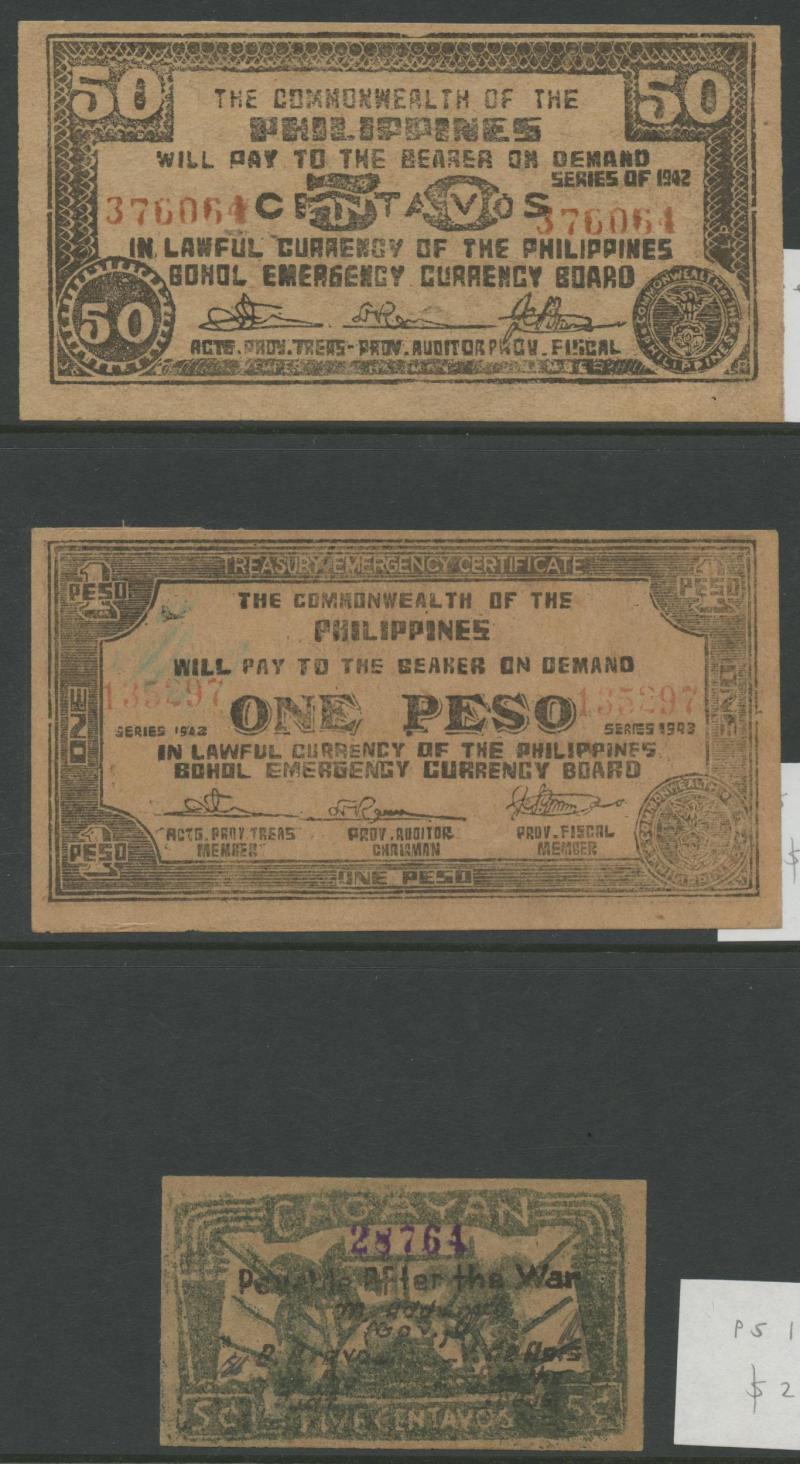 50 50
THE COMMONWEALTH OF THE
PHILIPPINES
WILL PAY TO THE BEARER ON DEMAND
SERIES OF 1942
376064 CENTAVOS 376064
IN LAWFUL CURRENCY OF THE PHILIPPINES
BOHOL EMERGENCY CURRENCY BOARD
50
COMMONWEALTH OF THE PHILIPPINES
ACTG. PROV. TREAS- PROV. AUDITOR PROV. FISCAL
TREASURY EMERGENCY CERTIFICATE
1 PESO 1 PESO
THE COMMONWEALTH OF THE
PHILIPPINES
WILL PAY TO THE BEARER ON DEMAND
135297 ONE PESO 135297
ONE ONE
SERIES 1942 SERIES 1943
IN LAWFUL CURRENCY OF THE PHILIPPINES
BOHOL EMERGENCY CURRENCY BOARD
ACTG. PROV TREAS PROV. AUDITOR PROV. FISCAL
MEMBER CHAIRMAN MEMBER
1 PESO
ONE PESO
CAGAYAN
28764
Payable After the War
5¢ FIVE CENTAVOS 5¢
P S 1
$ 2
$